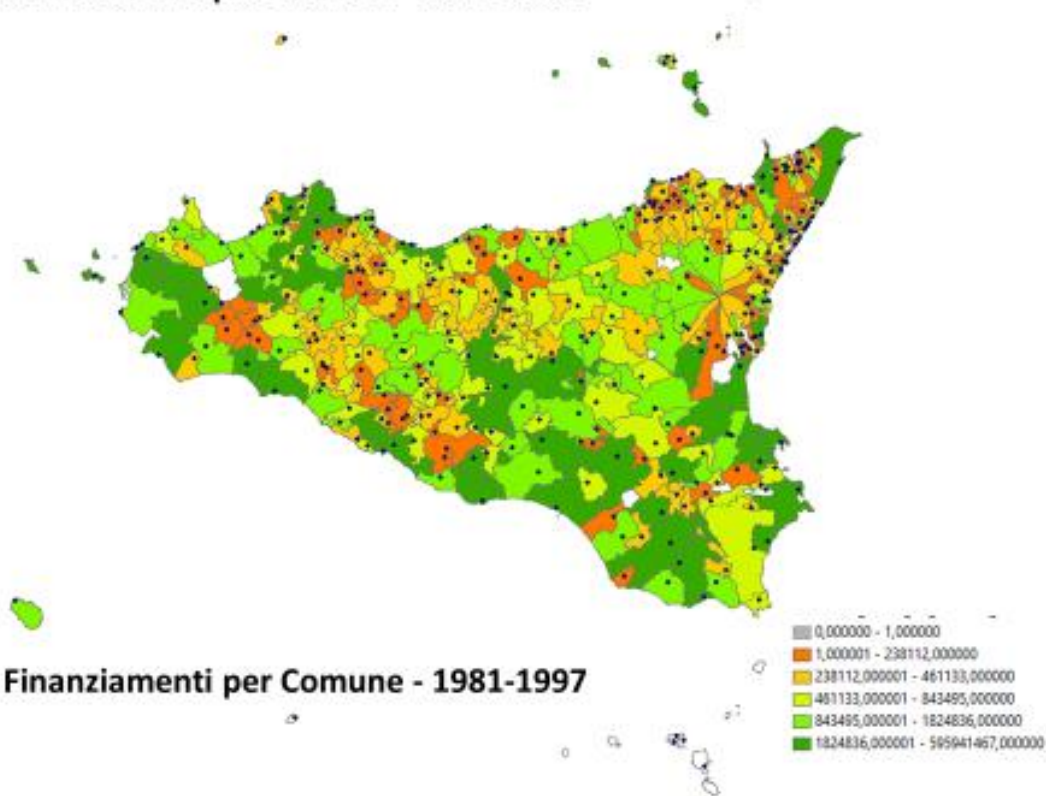 0,000000 - 1,000000
1,000001 - 238112,000000
238112,000001 - 461133,000000
461133,000001 - 843495,000000
843495,000001 - 1824836,000000
1824836,000001 - 595941467,000000
Finanziamenti per Comune - 1981-1997